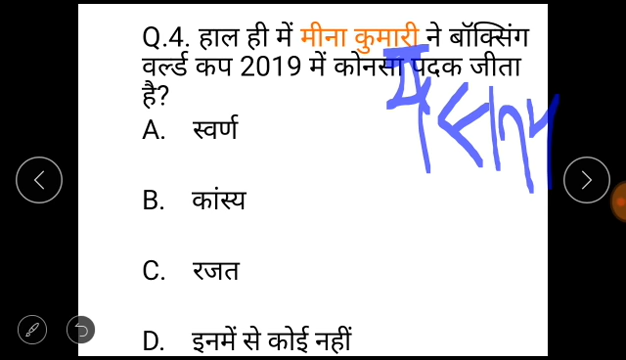 Q.4. हाल ही में मीना कुमारी ने बॉक्सिंग
वर्ल्ड कप 2019 में कोनसा पदक जीता
है?
A. स्वर्ण
B. कांस्य
C. रजत
D. इनमें से कोई नहीं